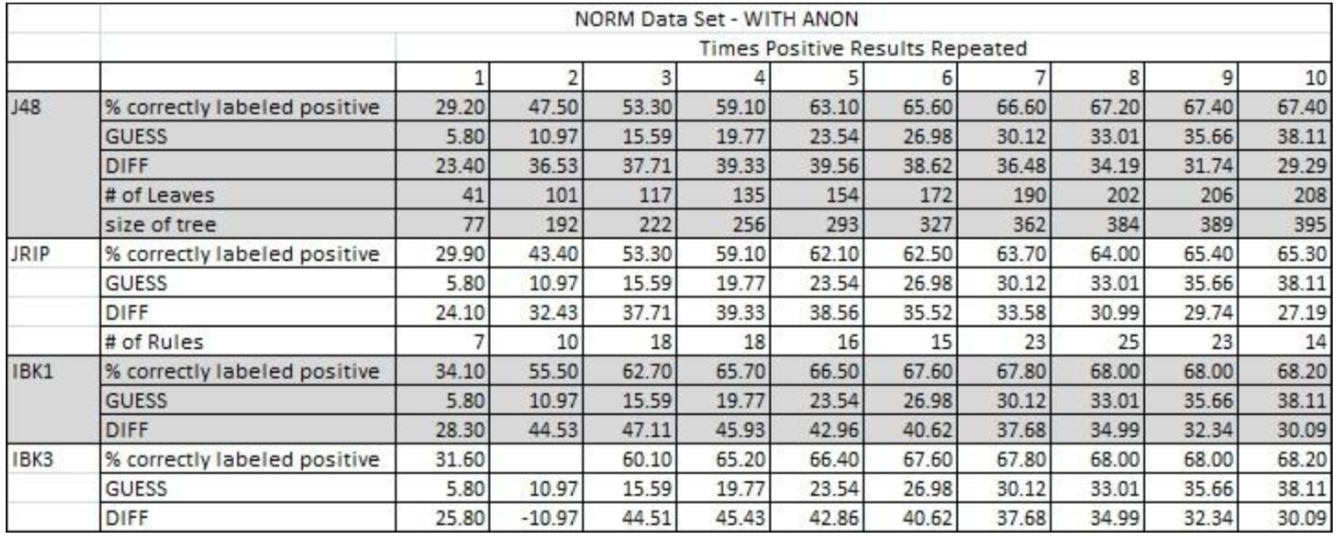 NORM Data Set - WITH ANON
Times Positive Results Repeated
1 2 3 4 5 6 7 8 9 10
J48 % correctly labeled positive 29.20 47.50 53.30 59.10 63.10 65.60 66.60 67.20 67.40 67.40
GUESS 5.80 10.97 15.59 19.77 23.54 26.98 30.12 33.01 35.66 38.11
DIFF 23.40 36.53 37.71 39.33 39.56 38.62 36.48 34.19 31.74 29.29
# of Leaves 41 101 117 135 154 172 190 202 206 208
size of tree 77 192 222 256 293 327 362 384 389 395
JRIP % correctly labeled positive 29.90 43.40 53.30 59.10 62.10 62.50 63.70 64.00 65.40 65.30
GUESS 5.80 10.97 15.59 19.77 23.54 26.98 30.12 33.01 35.66 38.11
DIFF 24.10 32.43 37.71 39.33 38.56 35.52 33.58 30.99 29.74 27.19
# of Rules 7 10 18 18 16 15 23 25 23 14
IBK1 % correctly labeled positive 34.10 55.50 62.70 65.70 66.50 67.60 67.80 68.00 68.00 68.20
GUESS 5.80 10.97 15.59 19.77 23.54 26.98 30.12 33.01 35.66 38.11
DIFF 28.30 44.53 47.11 45.93 42.96 40.62 37.68 34.99 32.34 30.09
IBK3 % correctly labeled positive 31.60 60.10 65.20 66.40 67.60 67.80 68.00 68.00 68.20
GUESS 5.80 10.97 15.59 19.77 23.54 26.98 30.12 33.01 35.66 38.11
DIFF 25.80 -10.97 44.51 45.43 42.86 40.62 37.68 34.99 32.34 30.09